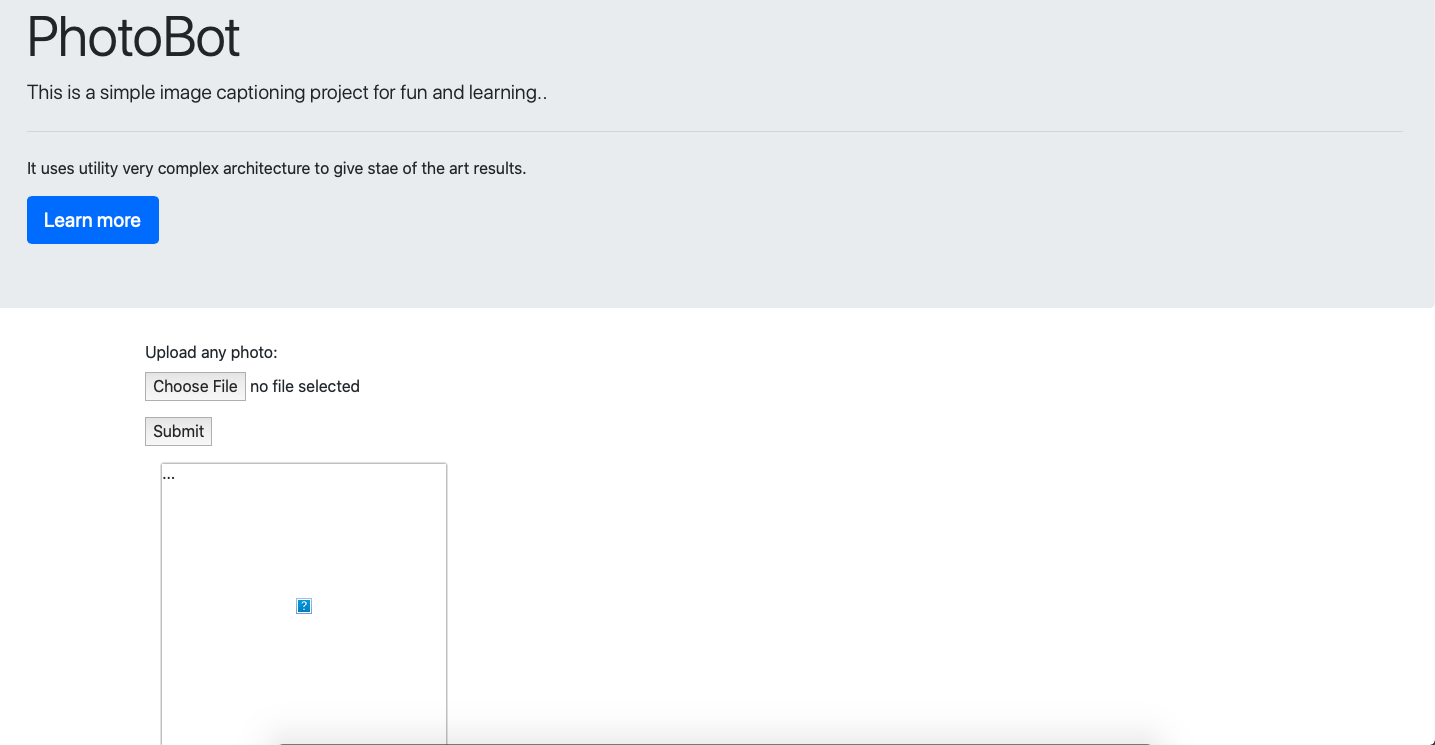 PhotoBot
This is a simple image captioning project for fun and learning..
It uses utility very complex architecture to give stae of the art results.
Learn more
Upload any photo:
Choose File no file selected
Submit
...
?